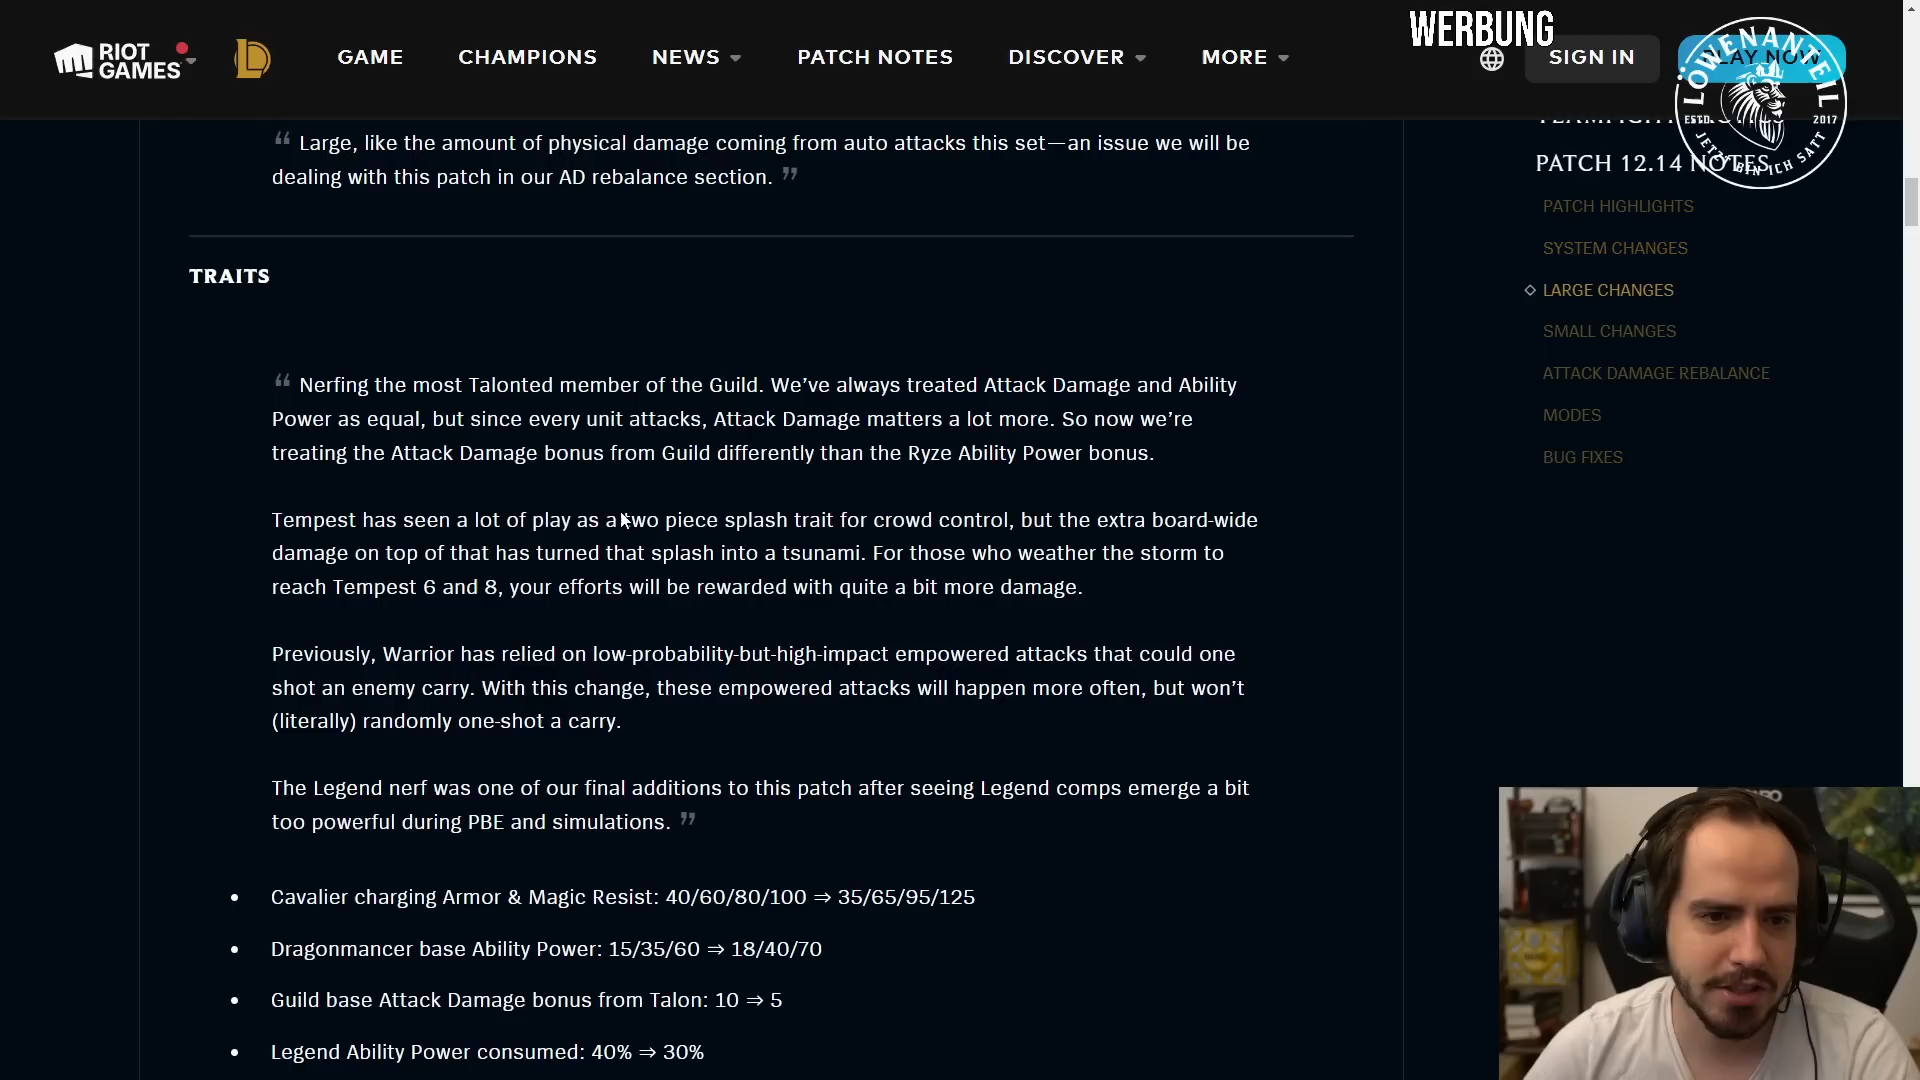 WERBUNG
RIOT GAMES
GAME
CHAMPIONS
NEWS
PATCH NOTES
DISCOVER
MORE
SIGN IN
PLAY NOW
LÖWENANTEIL
ESTD.
2017
JETZT BIN ICH SATT
“ Large, like the amount of physical damage coming from auto attacks this set—an issue we will be
dealing with this patch in our AD rebalance section. ”
TRAITS
“ Nerfing the most Talonted member of the Guild. We’ve always treated Attack Damage and Ability
Power as equal, but since every unit attacks, Attack Damage matters a lot more. So now we’re
treating the Attack Damage bonus from Guild differently than the Ryze Ability Power bonus.
Tempest has seen a lot of play as a two piece splash trait for crowd control, but the extra board-wide
damage on top of that has turned that splash into a tsunami. For those who weather the storm to
reach Tempest 6 and 8, your efforts will be rewarded with quite a bit more damage.
Previously, Warrior has relied on low-probability-but-high-impact empowered attacks that could one
shot an enemy carry. With this change, these empowered attacks will happen more often, but won’t
(literally) randomly one-shot a carry.
The Legend nerf was one of our final additions to this patch after seeing Legend comps emerge a bit
too powerful during PBE and simulations. ”
• Cavalier charging Armor & Magic Resist: 40/60/80/100 ⇒ 35/65/95/125
• Dragonmancer base Ability Power: 15/35/60 ⇒ 18/40/70
• Guild base Attack Damage bonus from Talon: 10 ⇒ 5
• Legend Ability Power consumed: 40% ⇒ 30%
PATCH 12.14 NOTES
PATCH HIGHLIGHTS
SYSTEM CHANGES
LARGE CHANGES
SMALL CHANGES
ATTACK DAMAGE REBALANCE
MODES
BUG FIXES